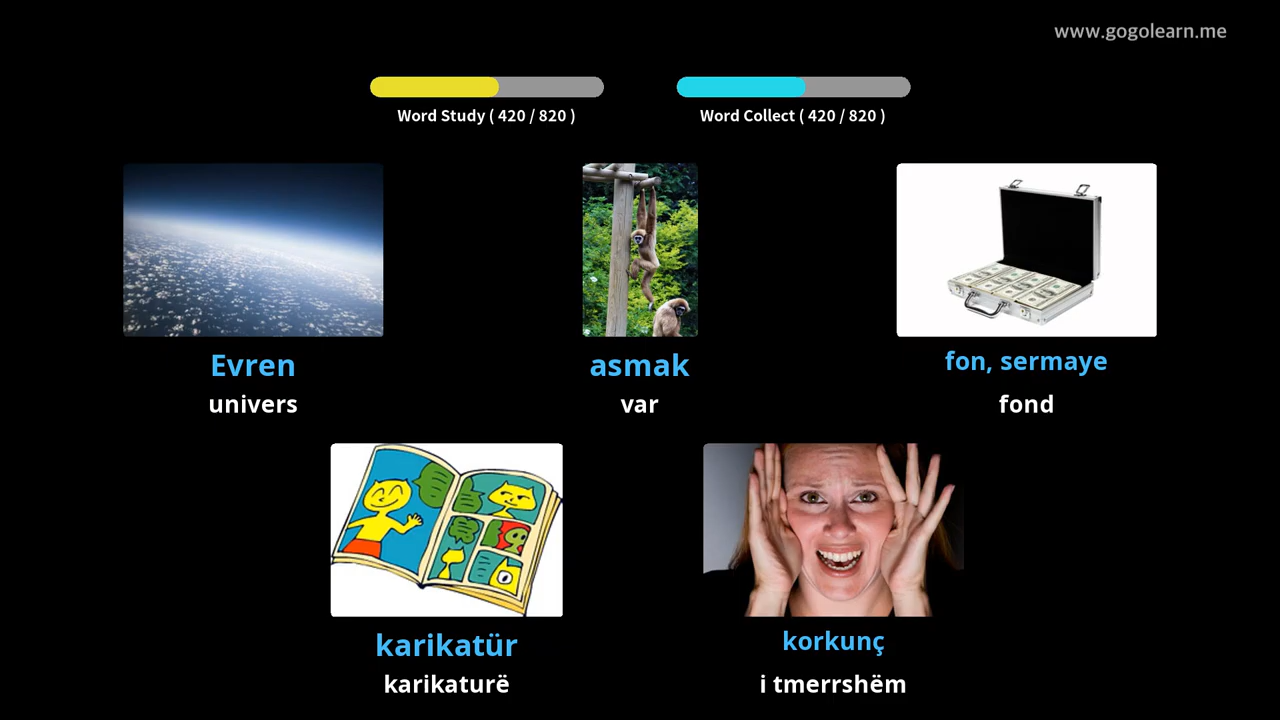 www.gogolearn.me
Word Study ( 420 / 820 )
Word Collect ( 420 / 820 )
Evren
univers
asmak
var
fon, sermaye
fond
karikatür
karikaturë
korkunç
i tmerrshëm